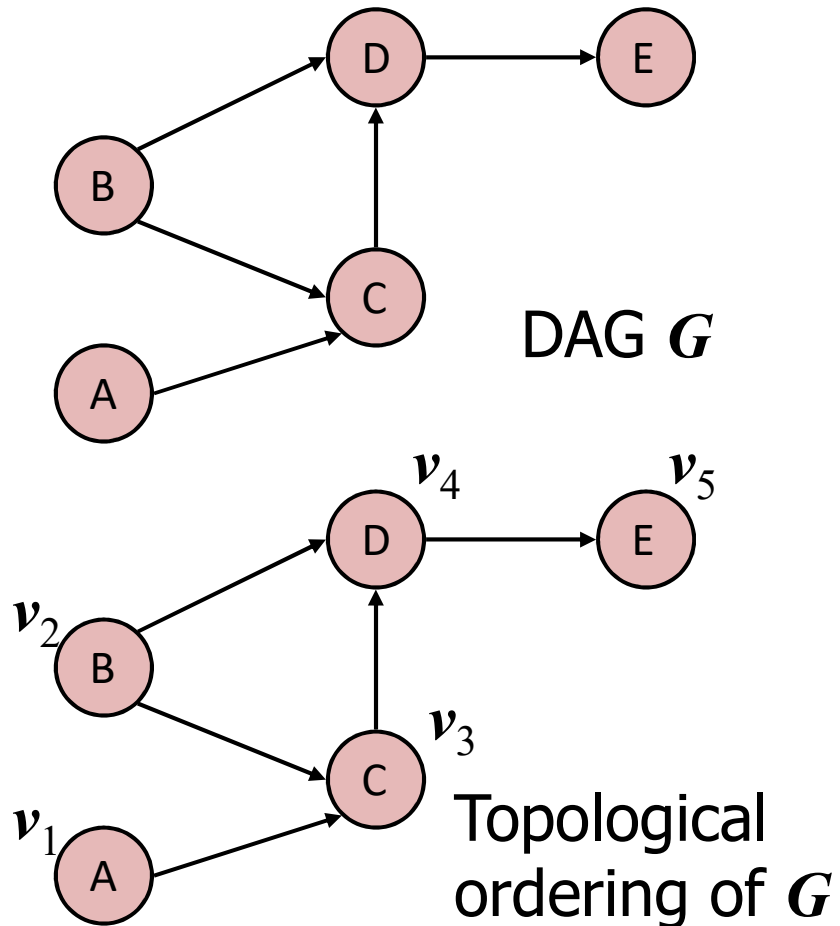 D
E
B
C
DAG G
A
v4
v5
D
E
v2
B
v3
C
v1
Topological
A
ordering of G